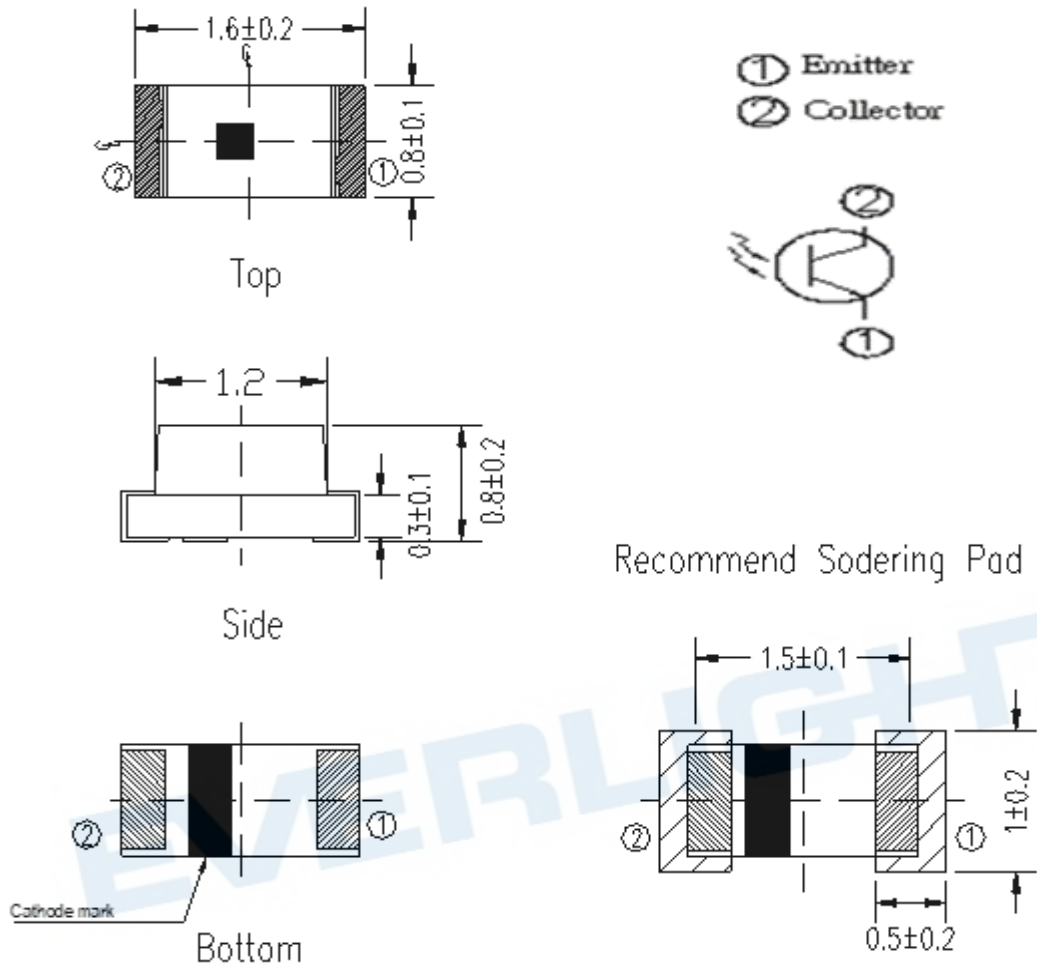 1.6±0.2
℄
0.8±0.1
℄
②
①
Top
① Emitter
② Collector
②
①
1.2
0.3±0.1
0.8±0.2
Side
Recommend Sodering Pad
1.5±0.1
1±0.2
②
①
0.5±0.2
②
①
Cathode mark
Bottom
EVERLIGHT